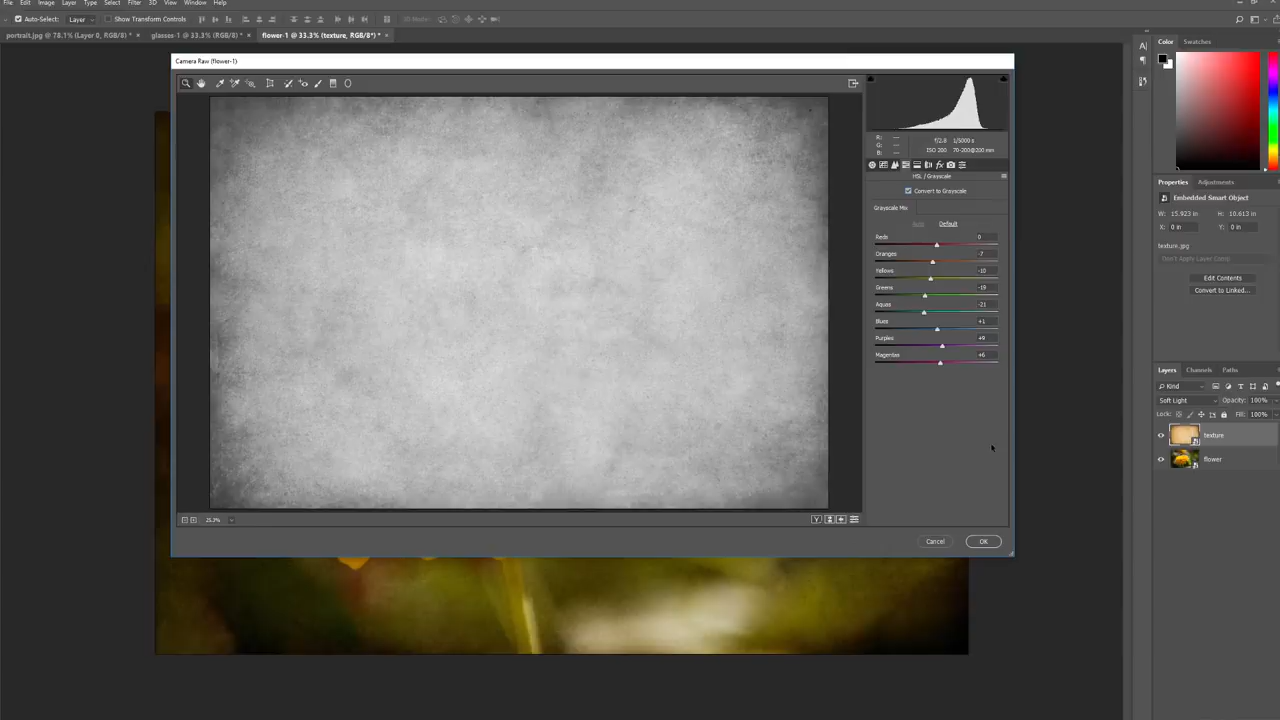 File Edit Image Layer Type Select Filter 3D View Window Help
Auto-Select: Layer Show Transform Controls
portrait.jpg @ 78.1% (Layer 0, RGB/8) * × glasses-1 @ 33.3% (RGB/8*) * × flower-1 @ 33.3% (texture, RGB/8*) * ×
Camera Raw (flower-1)
R: ---
G: ---
B: ---
f/2.8 1/5000 s
ISO 200 70-200@200 mm
HSL / Grayscale
Convert to Grayscale
Grayscale Mix
Auto Default
Reds 0
Oranges -7
Yellows -10
Greens -19
Aquas -21
Blues +1
Purples +9
Magentas +6
25.3%
Y
Cancel OK
Color Swatches
Properties Adjustments
Embedded Smart Object
W: 15.923 in H: 10.613 in
X: 0 in Y: 0 in
texture.jpg
Don't Apply Layer Comp
Edit Contents
Convert to Linked...
Layers Channels Paths
Kind
Soft Light Opacity: 100%
Lock: Fill: 100%
texture
flower